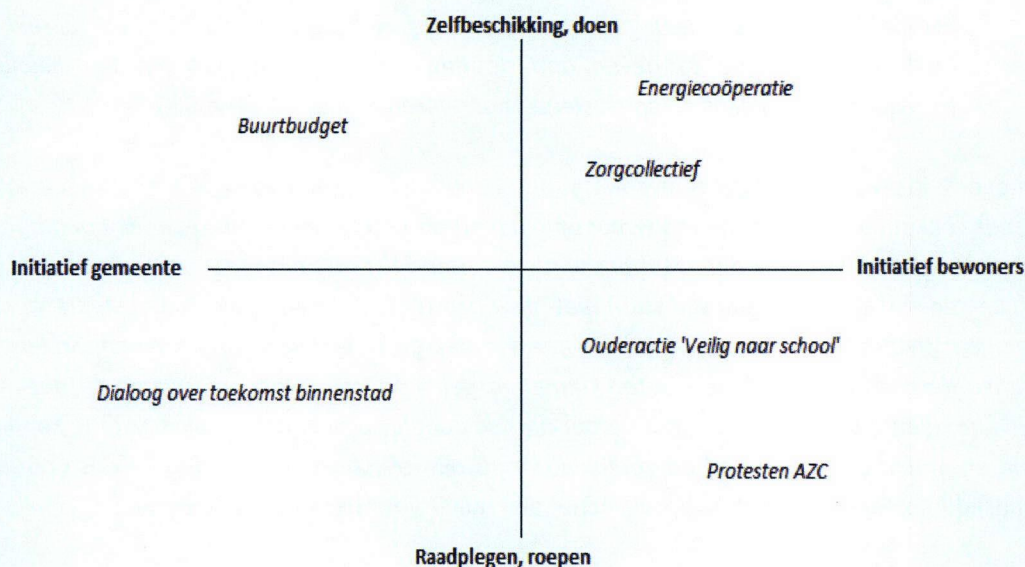 Zelfbeschikking, doen
Energiecoöperatie
Buurtbudget
Zorgcollectief
Initiatief gemeente
Initiatief bewoners
Ouderactie 'Veilig naar school'
Dialoog over toekomst binnenstad
Protesten AZC
Raadplegen, roepen